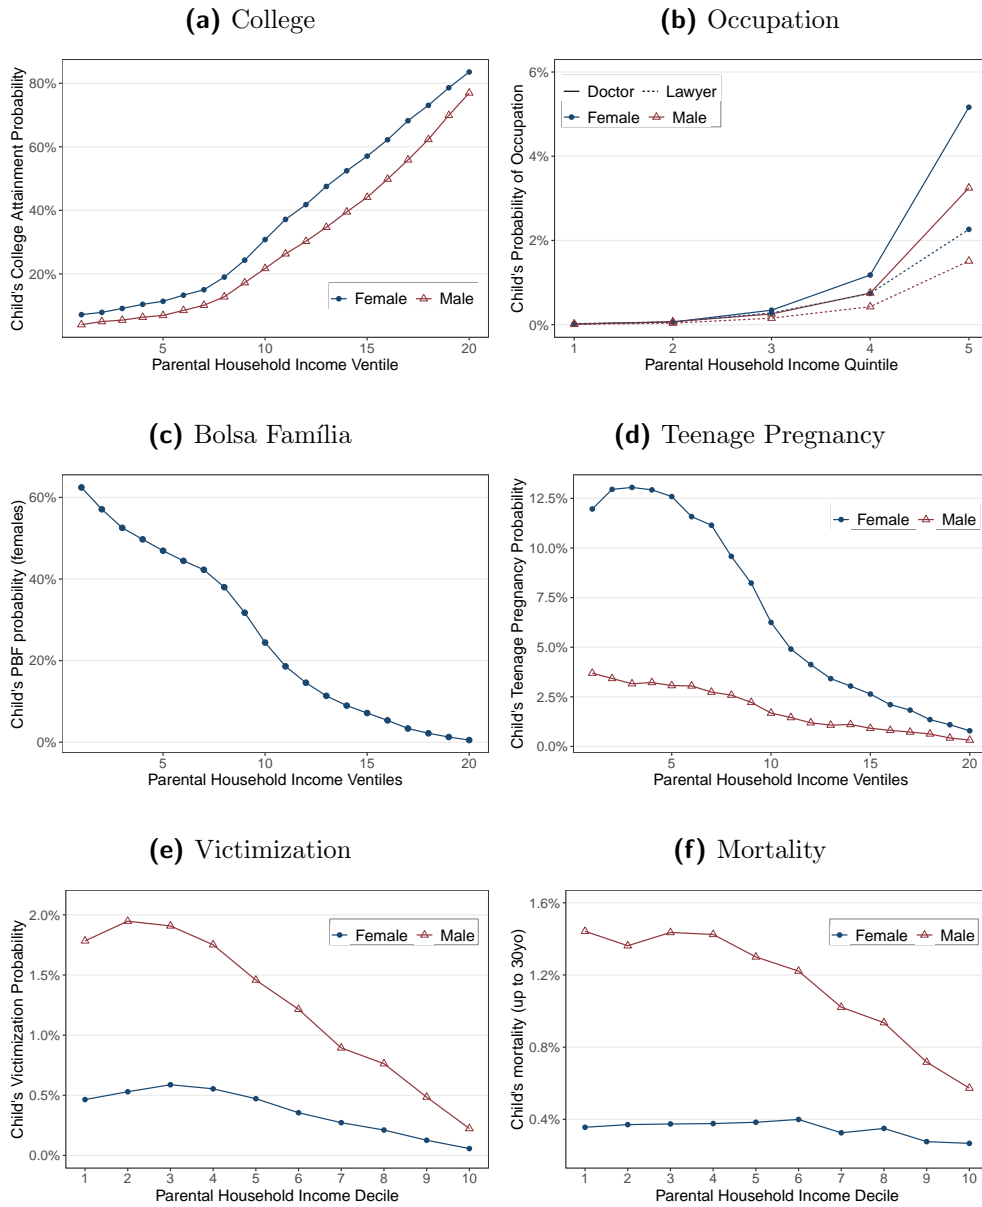 (a) College
Child's College Attainment Probability
80%
60%
40%
20%
Female Male
5 10 15 20
Parental Household Income Ventile
(b) Occupation
Child's Probability of Occupation
6%
4%
2%
0%
Doctor Lawyer
Female Male
1 2 3 4 5
Parental Household Income Quintile
(c) Bolsa Família
Child's PBF probability (females)
60%
40%
20%
0%
5 10 15 20
Parental Household Income Ventiles
(d) Teenage Pregnancy
Child's Teenage Pregnancy Probability
12.5%
10.0%
7.5%
5.0%
2.5%
0.0%
Female Male
5 10 15 20
Parental Household Income Ventiles
(e) Victimization
Child's Victimization Probability
2.0%
1.5%
1.0%
0.5%
0.0%
Female Male
1 2 3 4 5 6 7 8 9 10
Parental Household Income Decile
(f) Mortality
Child's mortality (up to 30yo)
1.6%
1.2%
0.8%
0.4%
0.0%
Female Male
1 2 3 4 5 6 7 8 9 10
Parental Household Income Decile